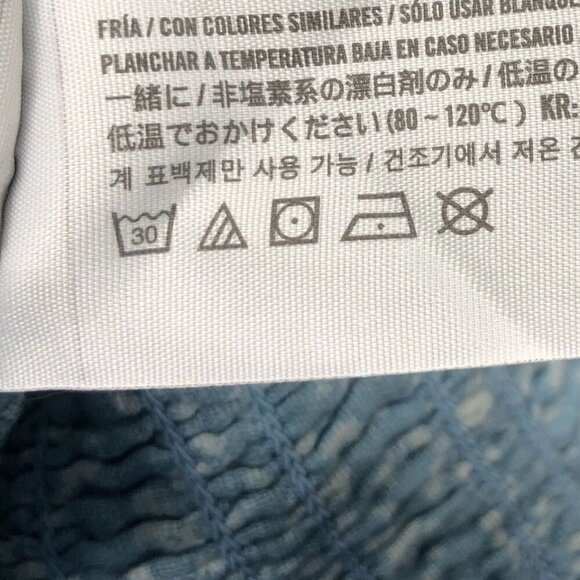 FRÍA / CON COLORES SIMILARES / SÓLO USAR BLANQUE
PLANCHAR A TEMPERATURA BAJA EN CASO NECESARIO
一緒に / 非塩素系の漂白剤のみ / 低温の
低温でおかけください (80 ~ 120℃ ) KR:
계 표백제만 사용 가능 / 건조기에서 저온 건
30